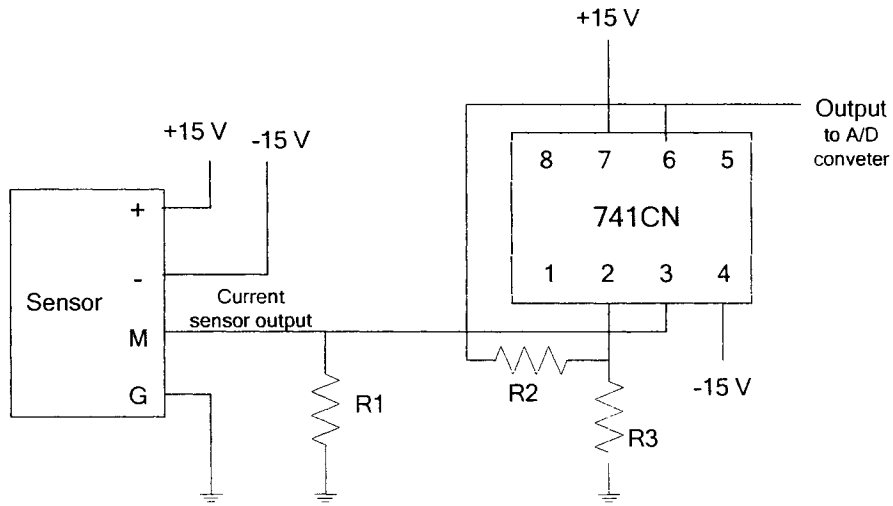 +15 V
Output
to A/D
conveter
+15 V
-15 V
8 7 6 5
741CN
1 2 3 4
+
-
Sensor
Current
sensor output
M
G
R1
R2
R3
-15 V